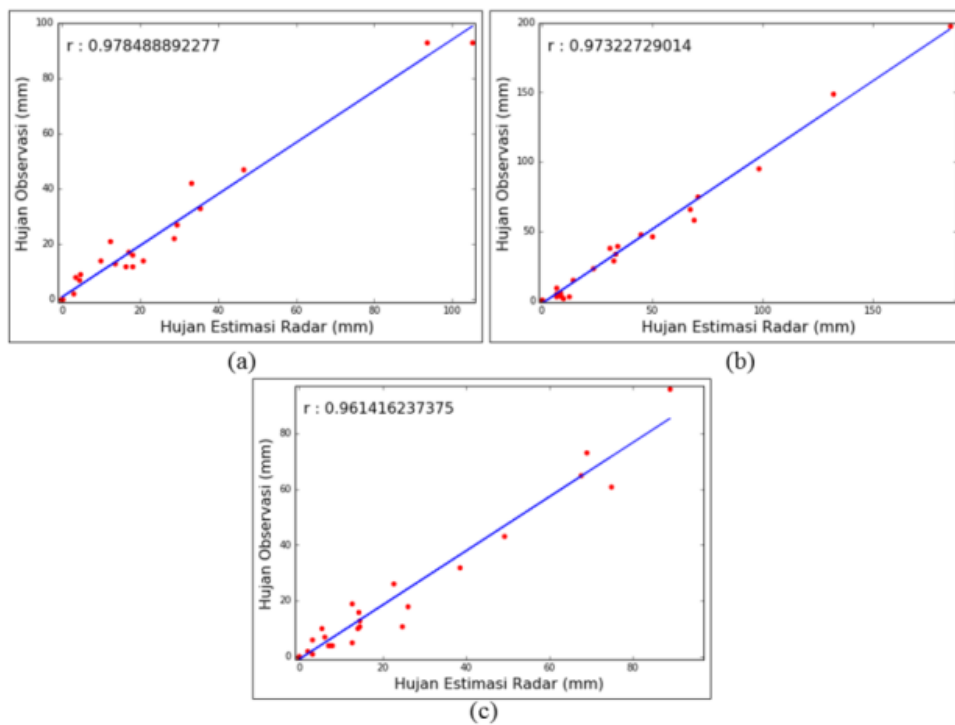 r : 0.978488892277
100
80
60
40
20
0
Hujan Observasi (mm)
0 20 40 60 80 100
Hujan Estimasi Radar (mm)
(a)
r : 0.97322729014
200
150
100
50
0
Hujan Observasi (mm)
0 50 100 150
Hujan Estimasi Radar (mm)
(b)
r : 0.961416237375
80
60
40
20
0
Hujan Observasi (mm)
0 20 40 60 80
Hujan Estimasi Radar (mm)
(c)